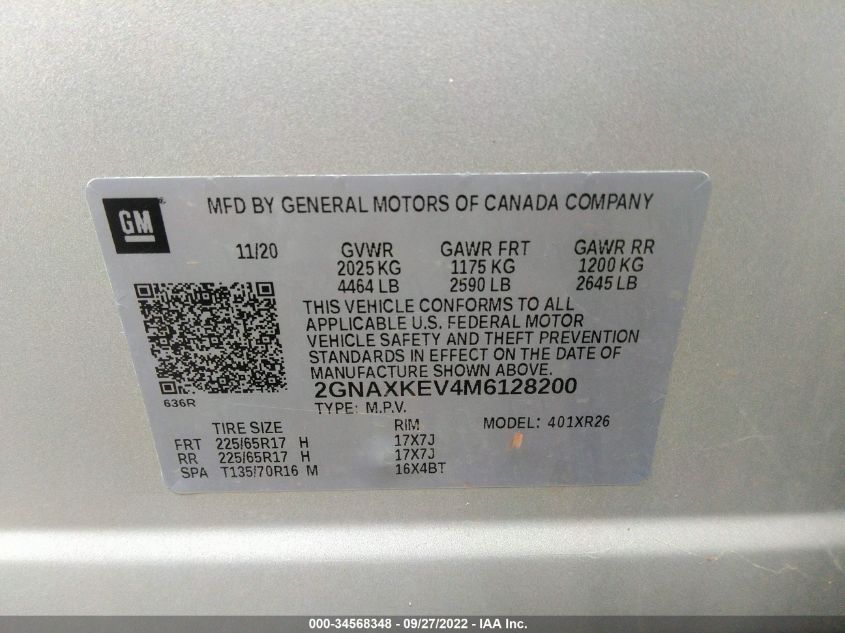 GM
MFD BY GENERAL MOTORS OF CANADA COMPANY
11/20 GVWR GAWR FRT GAWR RR
2025 KG 1175 KG 1200 KG
4464 LB 2590 LB 2645 LB
THIS VEHICLE CONFORMS TO ALL
APPLICABLE U.S. FEDERAL MOTOR
VEHICLE SAFETY AND THEFT PREVENTION
STANDARDS IN EFFECT ON THE DATE OF
MANUFACTURE SHOWN ABOVE.
636R 2GNAXKEV4M6128200
TYPE: M.P.V.
TIRE SIZE RIM MODEL: 401XR26
FRT 225/65R17 H 17X7J
RR 225/65R17 H 17X7J
SPA T135/70R16 M 16X4BT
000-34568348 - 09/27/2022 - IAA Inc.